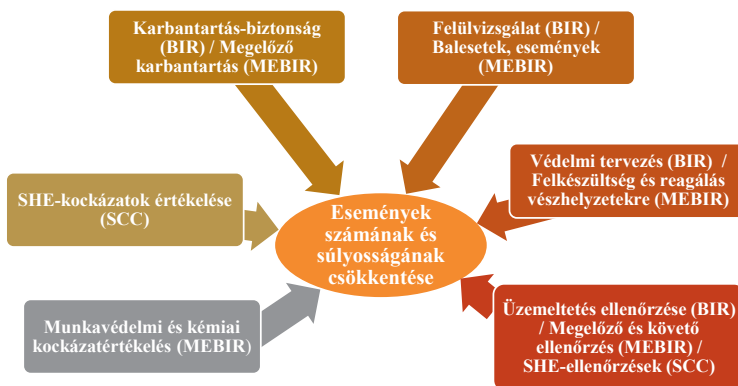 Karbantartás-biztonság
(BIR) / Megelőző
karbantartás (MEBIR)
Felülvizsgálat (BIR) /
Balesetek, események
(MEBIR)
SHE-kockázatok értékelése
(SCC)
Védelmi tervezés (BIR) /
Felkészültség és reagálás
vészhelyzetekre (MEBIR)
Események
számának és
súlyosságának
csökkentése
Munkavédelmi és kémiai
kockázatértékelés (MEBIR)
Üzemeltetés ellenőrzése (BIR)
/ Megelőző és követő
ellenőrzés (MEBIR) /
SHE-ellenőrzések (SCC)